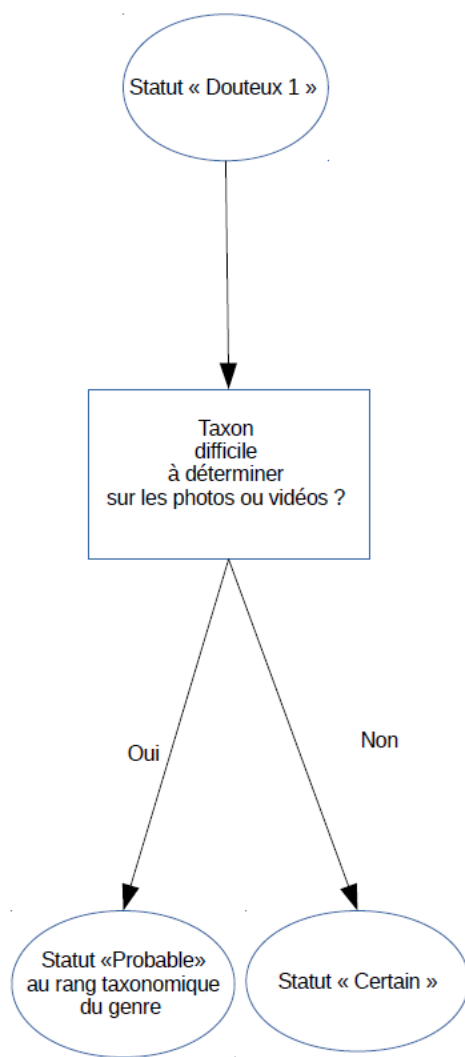 Statut « Douteux 1 »
Taxon
difficile
à déterminer
sur les photos ou vidéos ?
Oui
Non
Statut «Probable»
au rang taxonomique
du genre
Statut « Certain »